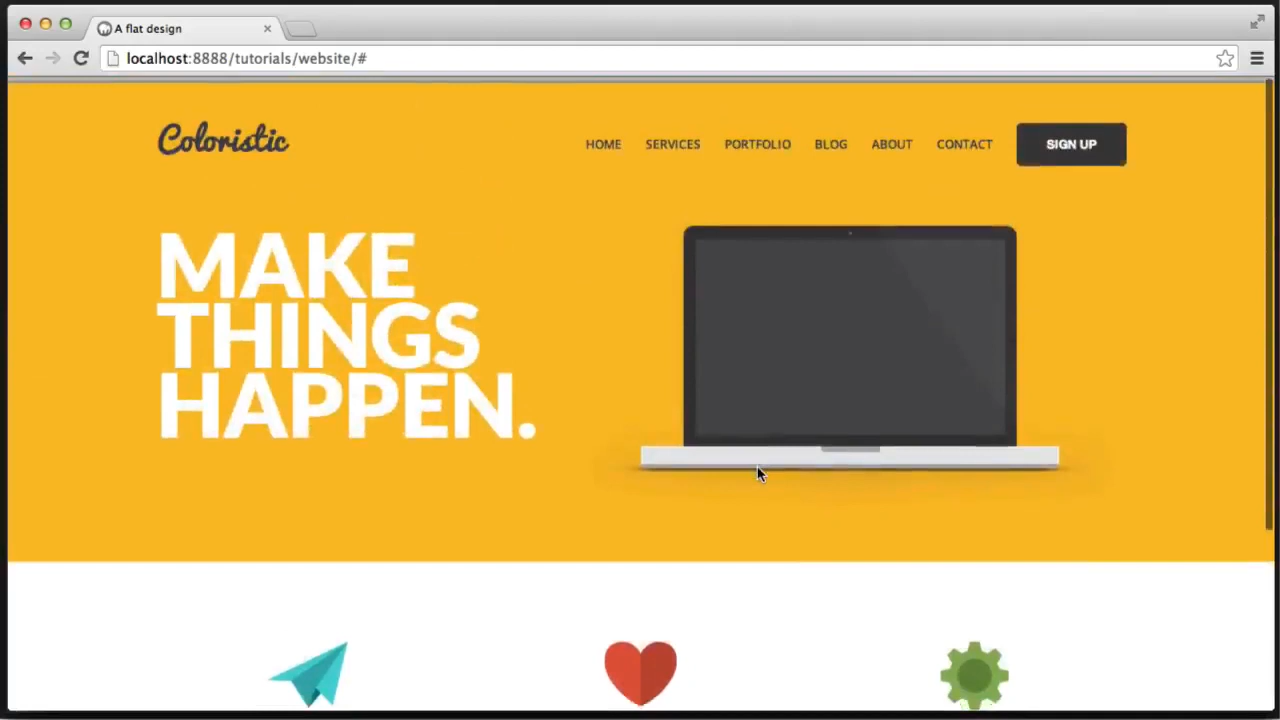 A flat design
localhost:8888/tutorials/website/#
Coloristic
HOME SERVICES PORTFOLIO BLOG ABOUT CONTACT SIGN UP
MAKE
THINGS
HAPPEN.